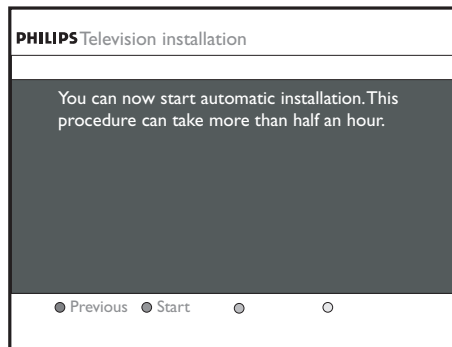 PHILIPS Television installation
You can now start automatic installation.This
procedure can take more than half an hour.
Previous Start